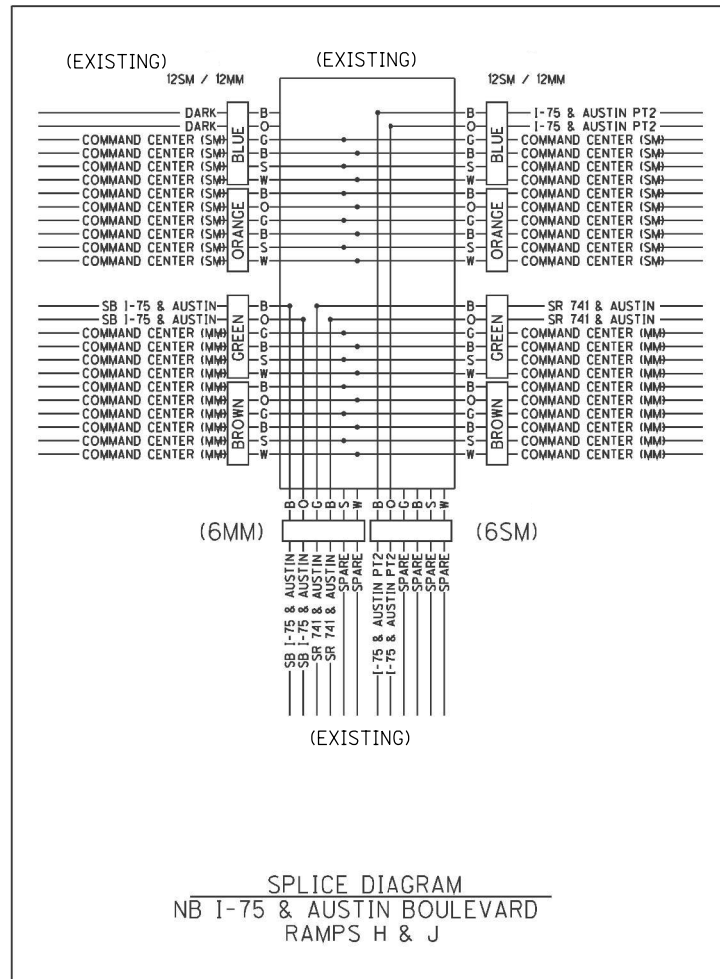 (EXISTING) (EXISTING)
12SM / 12MM 12SM / 12MM
DARK B B I-75 & AUSTIN PT2
DARK O O I-75 & AUSTIN PT2
COMMAND CENTER (SM) G G COMMAND CENTER (SM)
COMMAND CENTER (SM) B B COMMAND CENTER (SM)
COMMAND CENTER (SM) S S COMMAND CENTER (SM)
COMMAND CENTER (SM) W W COMMAND CENTER (SM)
BLUE BLUE
COMMAND CENTER (SM) B B COMMAND CENTER (SM)
COMMAND CENTER (SM) O O COMMAND CENTER (SM)
COMMAND CENTER (SM) G G COMMAND CENTER (SM)
COMMAND CENTER (SM) B B COMMAND CENTER (SM)
COMMAND CENTER (SM) S S COMMAND CENTER (SM)
COMMAND CENTER (SM) W W COMMAND CENTER (SM)
ORANGE ORANGE
SB I-75 & AUSTIN B B SR 741 & AUSTIN
SB I-75 & AUSTIN O O SR 741 & AUSTIN
COMMAND CENTER (MM) G G COMMAND CENTER (MM)
COMMAND CENTER (MM) B B COMMAND CENTER (MM)
COMMAND CENTER (MM) S S COMMAND CENTER (MM)
COMMAND CENTER (MM) W W COMMAND CENTER (MM)
GREEN GREEN
COMMAND CENTER (MM) B B COMMAND CENTER (MM)
COMMAND CENTER (MM) O O COMMAND CENTER (MM)
COMMAND CENTER (MM) G G COMMAND CENTER (MM)
COMMAND CENTER (MM) B B COMMAND CENTER (MM)
COMMAND CENTER (MM) S S COMMAND CENTER (MM)
COMMAND CENTER (MM) W W COMMAND CENTER (MM)
BROWN BROWN
B O G B S W B O G B S W
(6MM) (6SM)
SB I-75 & AUSTIN
SB I-75 & AUSTIN
SR 741 & AUSTIN
SR 741 & AUSTIN
SPARE
SPARE
I-75 & AUSTIN PT2
I-75 & AUSTIN PT2
SPARE
SPARE
SPARE
SPARE
(EXISTING)
SPLICE DIAGRAM
NB I-75 & AUSTIN BOULEVARD
RAMPS H & J